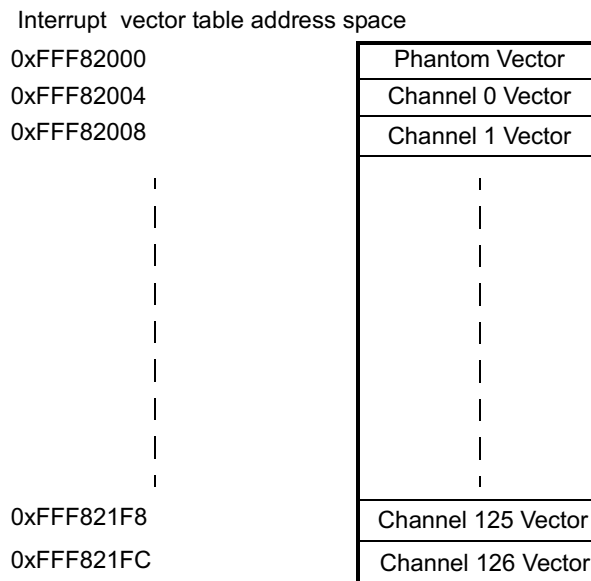 Interrupt vector table address space
0xFFF82000 Phantom Vector
0xFFF82004 Channel 0 Vector
0xFFF82008 Channel 1 Vector
0xFFF821F8 Channel 125 Vector
0xFFF821FC Channel 126 Vector